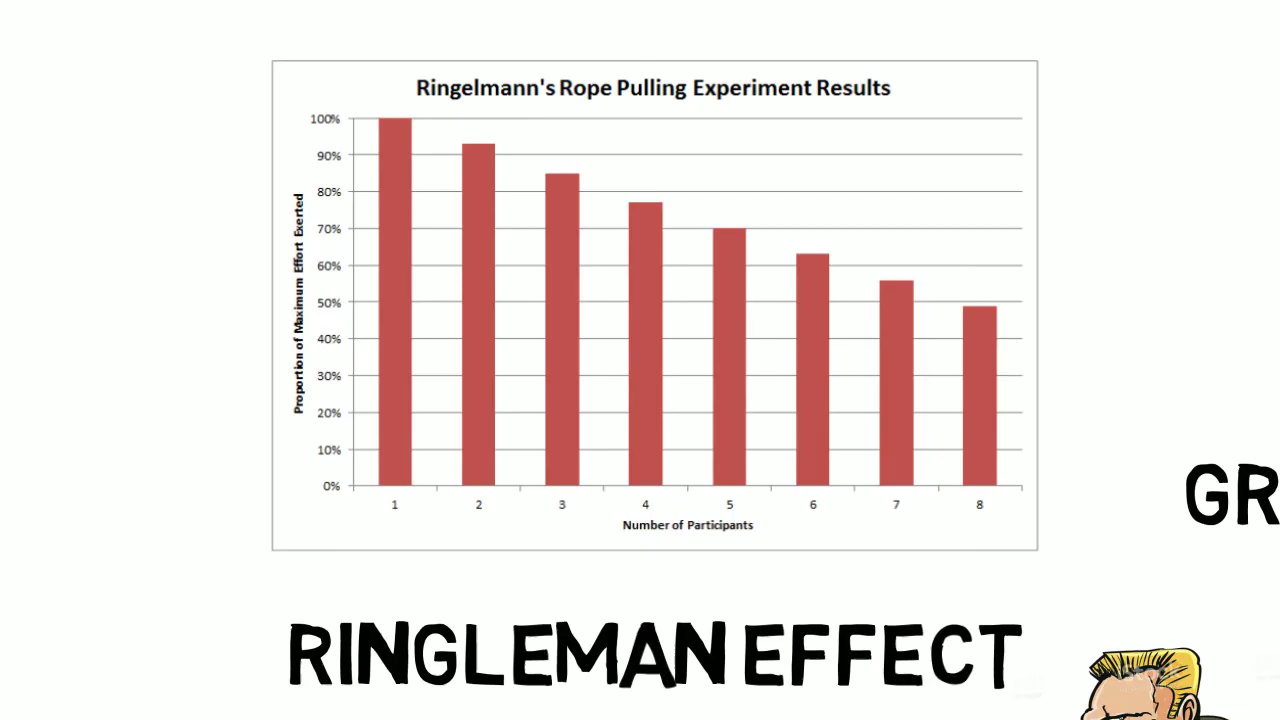 Ringelmann's Rope Pulling Experiment Results
Proportion of Maximum Effort Exerted
100%
90%
80%
70%
60%
50%
40%
30%
20%
10%
0%
1 2 3 4 5 6 7 8
Number of Participants
GR
RINGLEMAN EFFECT